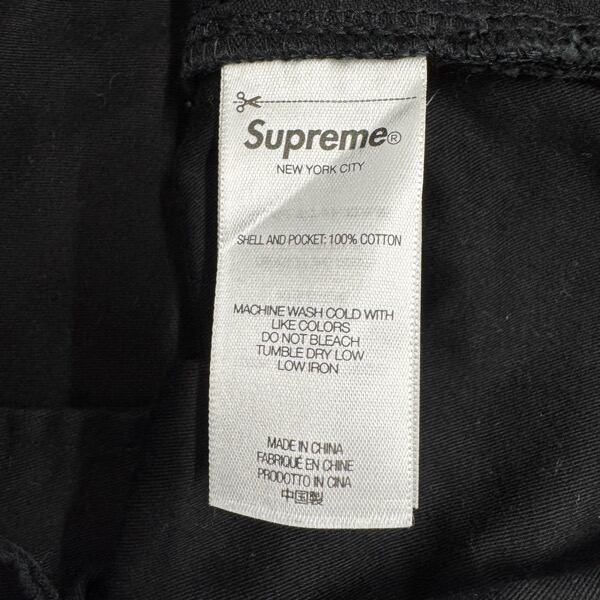 Supreme®
NEW YORK CITY
SHELL AND POCKET: 100% COTTON
MACHINE WASH COLD WITH
LIKE COLORS
DO NOT BLEACH
TUMBLE DRY LOW
LOW IRON
MADE IN CHINA
FABRIQUÉ EN CHINE
PRODOTTO IN CINA
中国製